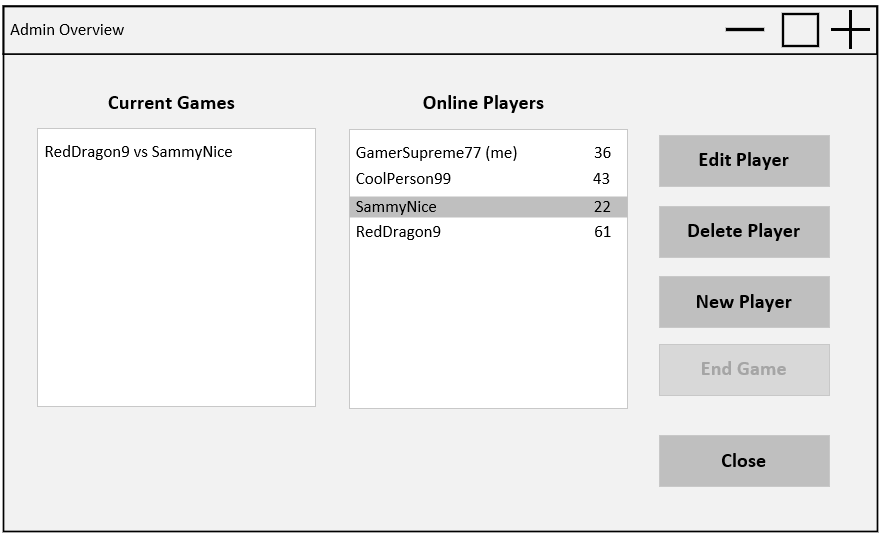 Admin Overview
Current Games
Online Players
RedDragon9 vs SammyNice
GamerSupreme77 (me) 36
CoolPerson99 43
SammyNice 22
RedDragon9 61
Edit Player
Delete Player
New Player
End Game
Close